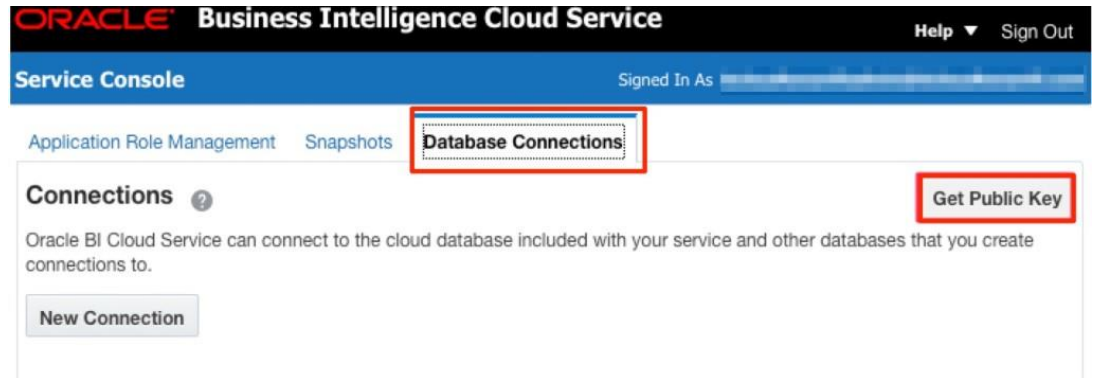 ORACLE Business Intelligence Cloud Service
Help ▼ Sign Out
Service Console
Signed In As
Application Role Management Snapshots Database Connections
Connections ?
Get Public Key
Oracle BI Cloud Service can connect to the cloud database included with your service and other databases that you create
connections to.
New Connection